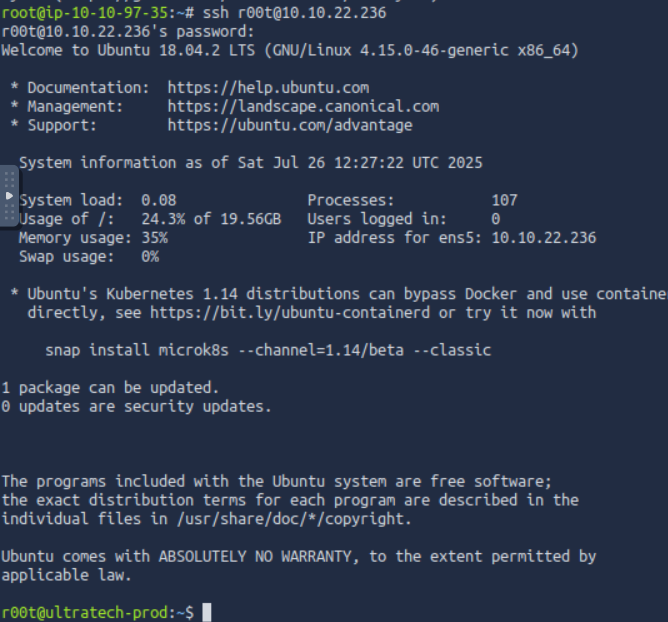 root@ip-10-10-97-35:~# ssh r00t@10.10.22.236
r00t@10.10.22.236's password:
Welcome to Ubuntu 18.04.2 LTS (GNU/Linux 4.15.0-46-generic x86_64)
* Documentation:  https://help.ubuntu.com
* Management:     https://landscape.canonical.com
* Support:        https://ubuntu.com/advantage
System information as of Sat Jul 26 12:27:22 UTC 2025
System load:  0.08              Processes:           107
Usage of /:   24.3% of 19.56GB   Users logged in:     0
Memory usage: 35%               IP address for ens5: 10.10.22.236
Swap usage:   0%
* Ubuntu's Kubernetes 1.14 distributions can bypass Docker and use containe
directly, see https://bit.ly/ubuntu-containerd or try it now with
snap install microk8s --channel=1.14/beta --classic
1 package can be updated.
0 updates are security updates.
The programs included with the Ubuntu system are free software;
the exact distribution terms for each program are described in the
individual files in /usr/share/doc/*/copyright.
Ubuntu comes with ABSOLUTELY NO WARRANTY, to the extent permitted by
applicable law.
r00t@ultratech-prod:~$